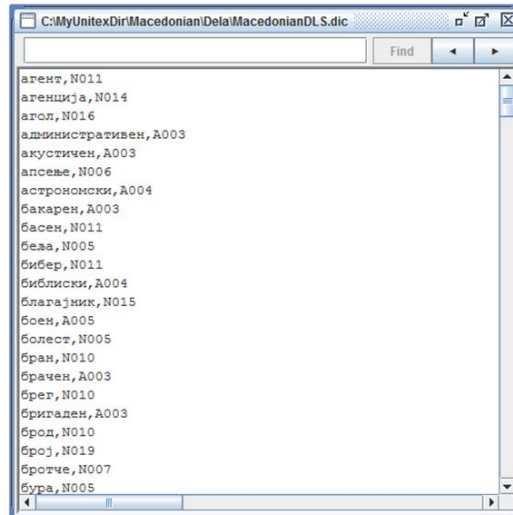 C:\MyUnitexDir\Macedonian\Dela\MacedonianDLS.dic
Find
агент,N011
агенција,N014
агол,N016
административен,A003
акустичен,A003
апсење,N006
астрономски,A004
бакарен,A003
басен,N011
беља,N005
бибер,N011
библиски,A004
благајник,N015
боен,A005
болест,N005
бран,N010
брачен,A003
брег,N010
бригаден,A003
брод,N010
број,N019
бротче,N007
бура,N005